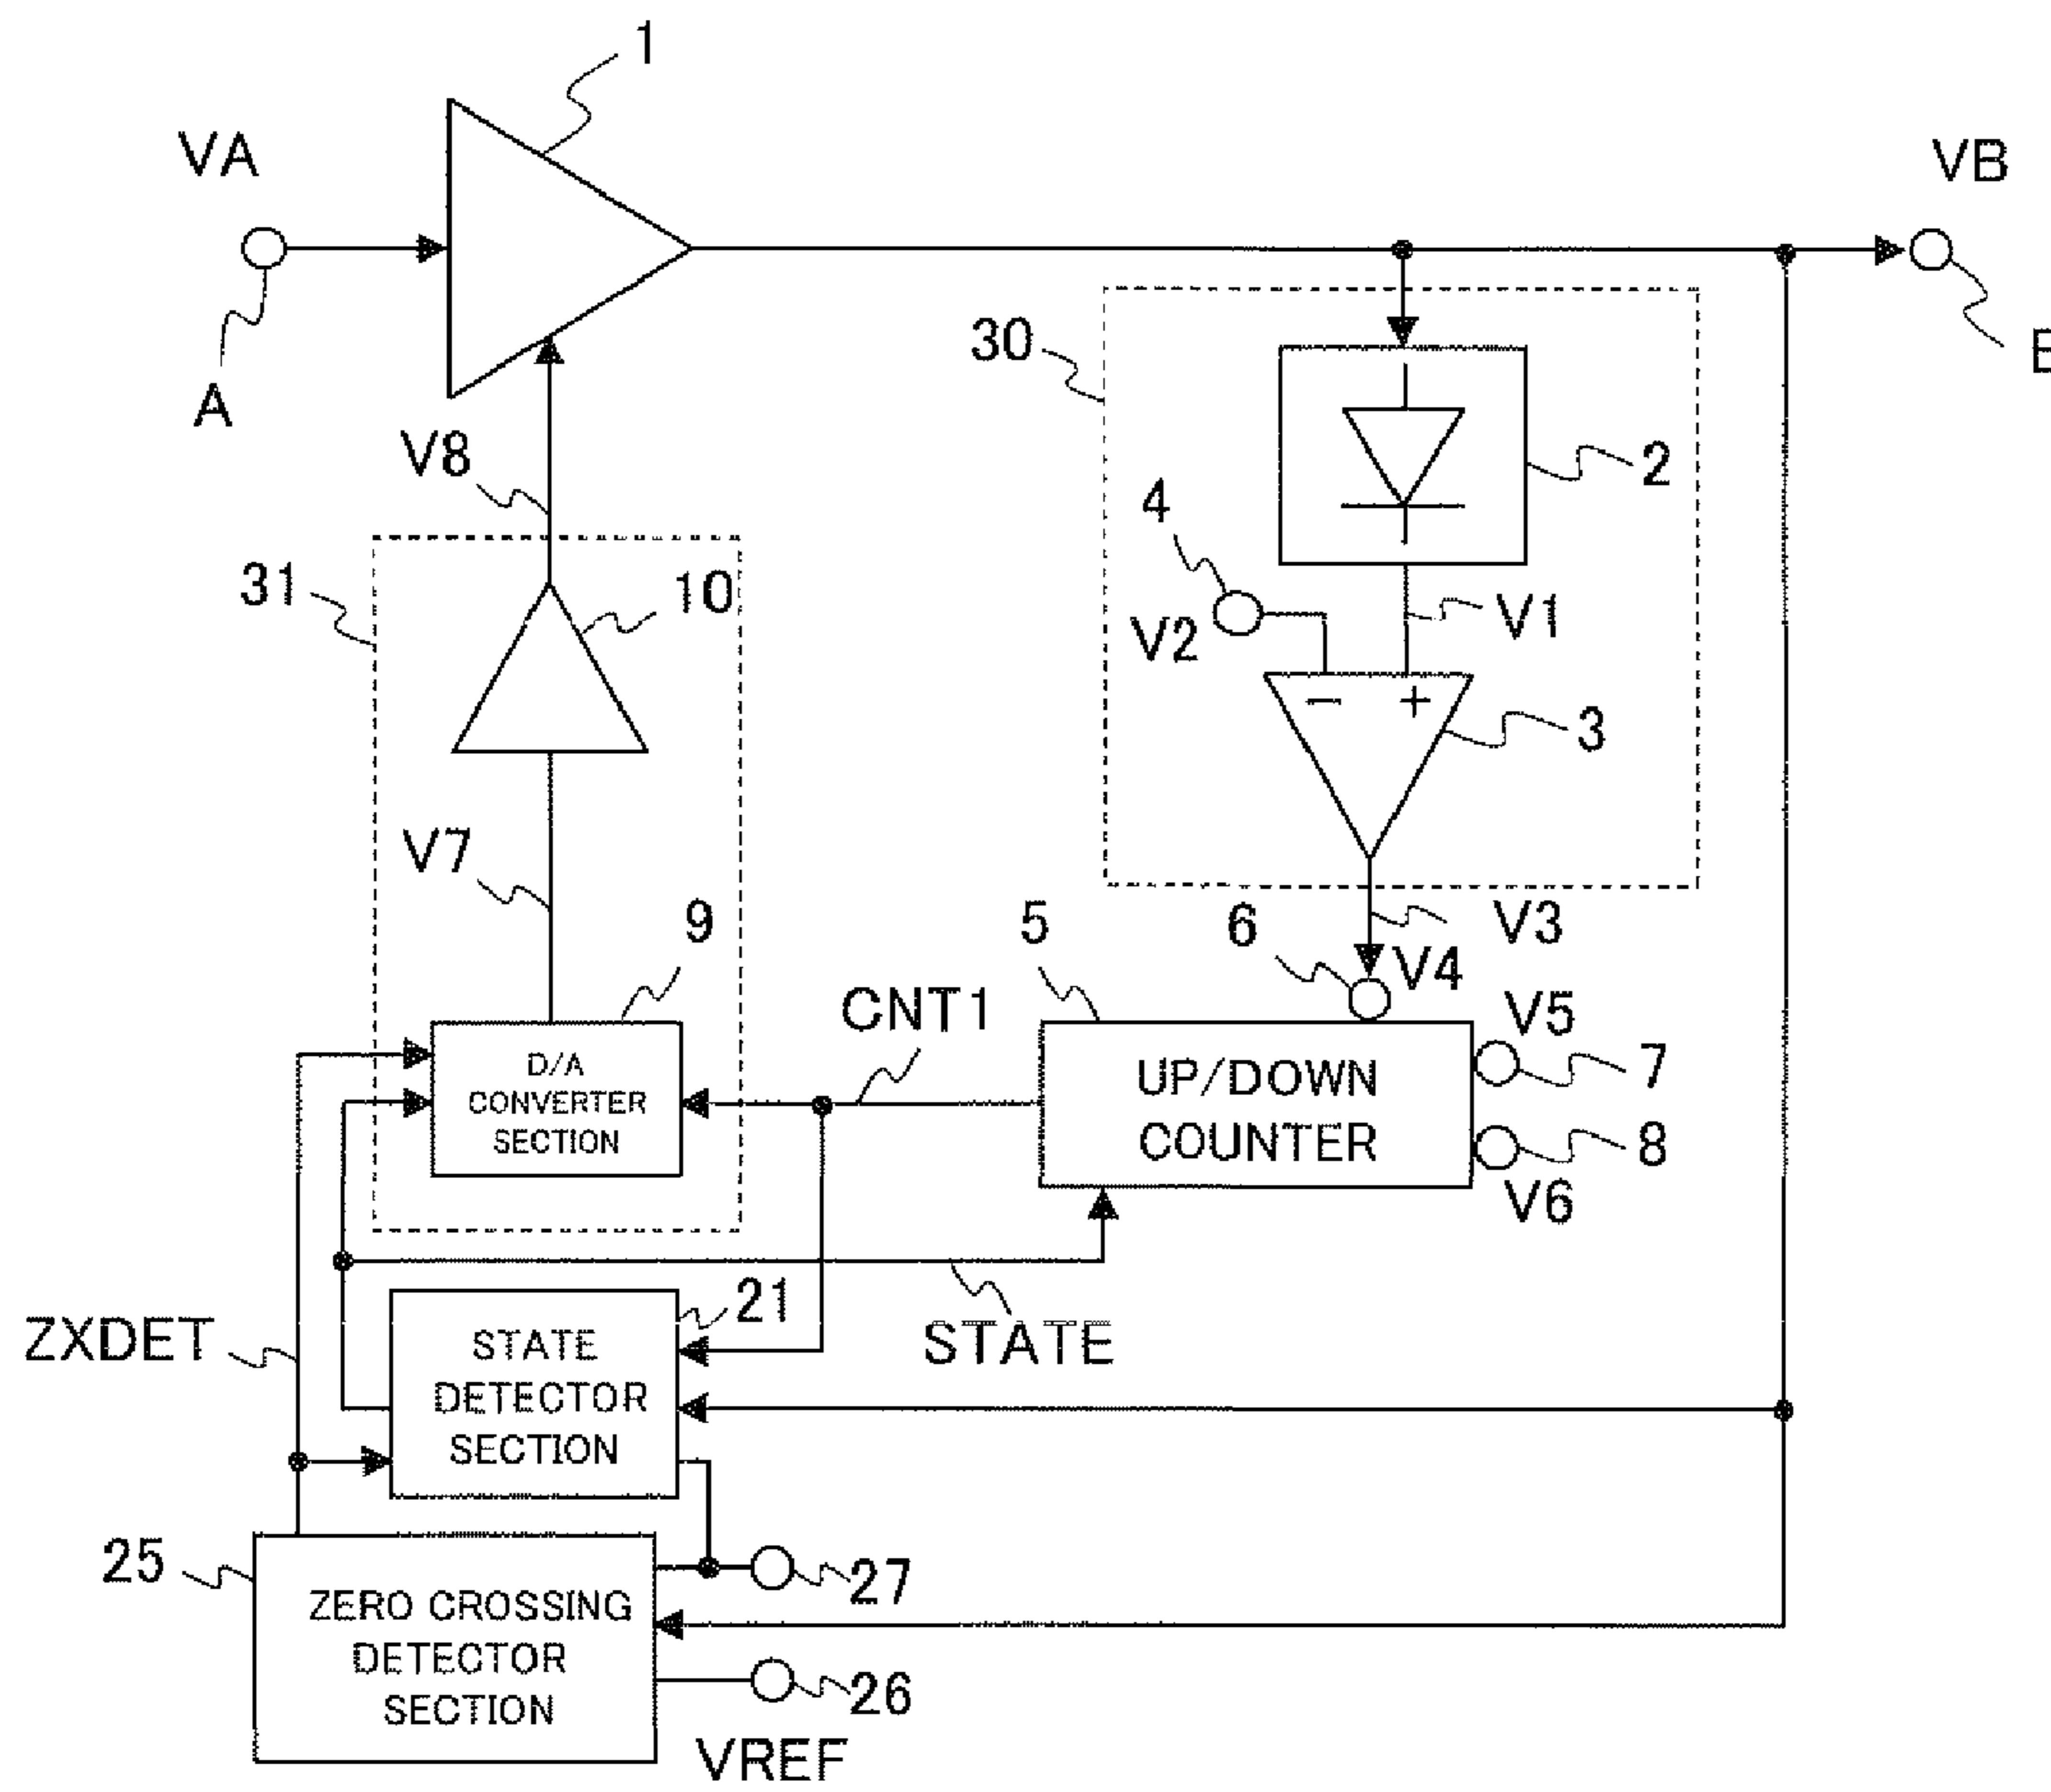 1
VA
VB
A
30
2
V8
4
31
10
V2
V1
3
V7
9
5
6
V3
V4
CNT1
V5
7
D/A
CONVERTER
SECTION
UP/DOWN
COUNTER
8
V6
21
ZXDET
STATE
STATE
DETECTOR
SECTION
25
27
ZERO CROSSING
DETECTOR
SECTION
26
VREF